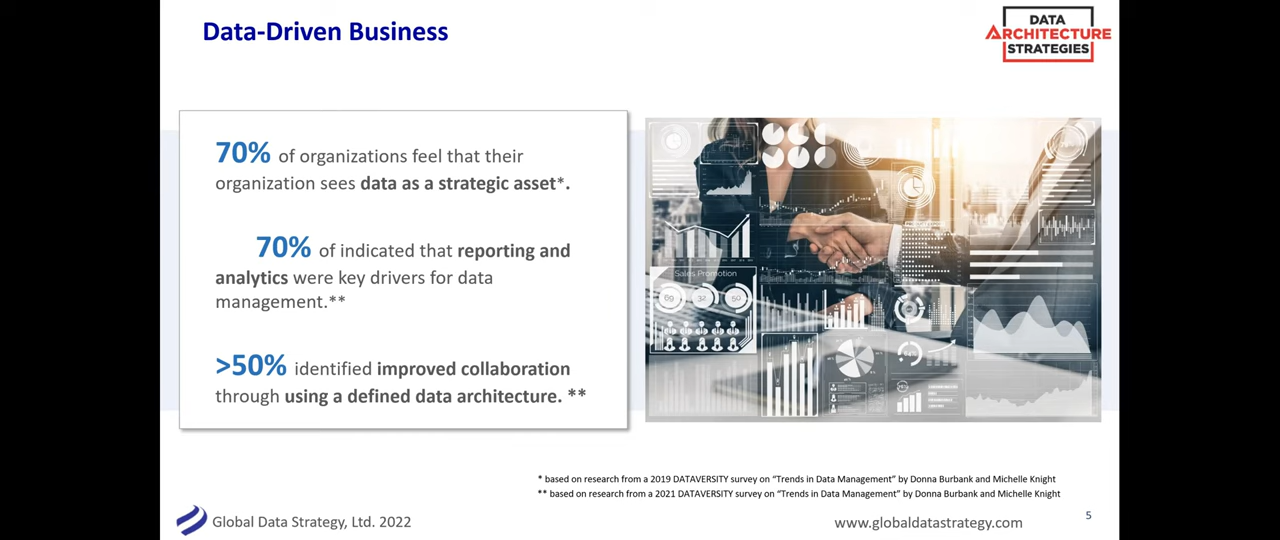 Data-Driven Business
DATA
ARCHITECTURE
STRATEGIES
70% of organizations feel that their
organization sees data as a strategic asset*.
70% of indicated that reporting and
analytics were key drivers for data
management.**
>50% identified improved collaboration
through using a defined data architecture. **
Sales Promotion
69 32 50
* based on research from a 2019 DATAVERSITY survey on “Trends in Data Management” by Donna Burbank and Michelle Knight
** based on research from a 2021 DATAVERSITY survey on “Trends in Data Management” by Donna Burbank and Michelle Knight
Global Data Strategy, Ltd. 2022
www.globaldatastrategy.com
5